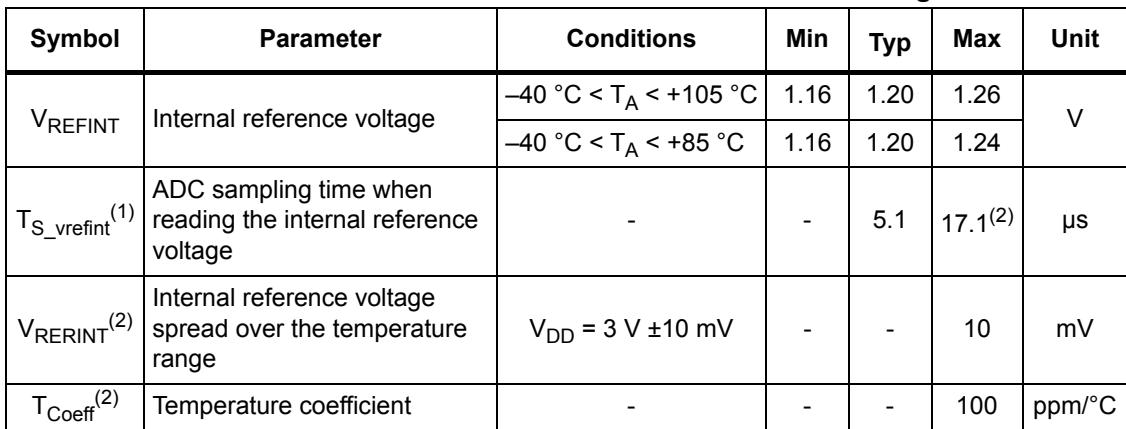 Symbol Parameter Conditions Min Typ Max Unit
VREFINT Internal reference voltage –40 °C < TA < +105 °C 1.16 1.20 1.26 V
–40 °C < TA < +85 °C 1.16 1.20 1.24
TS_vrefint(1) ADC sampling time when reading the internal reference voltage - - 5.1 17.1(2) µs
VRERINT(2) Internal reference voltage spread over the temperature range VDD = 3 V ±10 mV - - 10 mV
TCoeff(2) Temperature coefficient - - - 100 ppm/°C